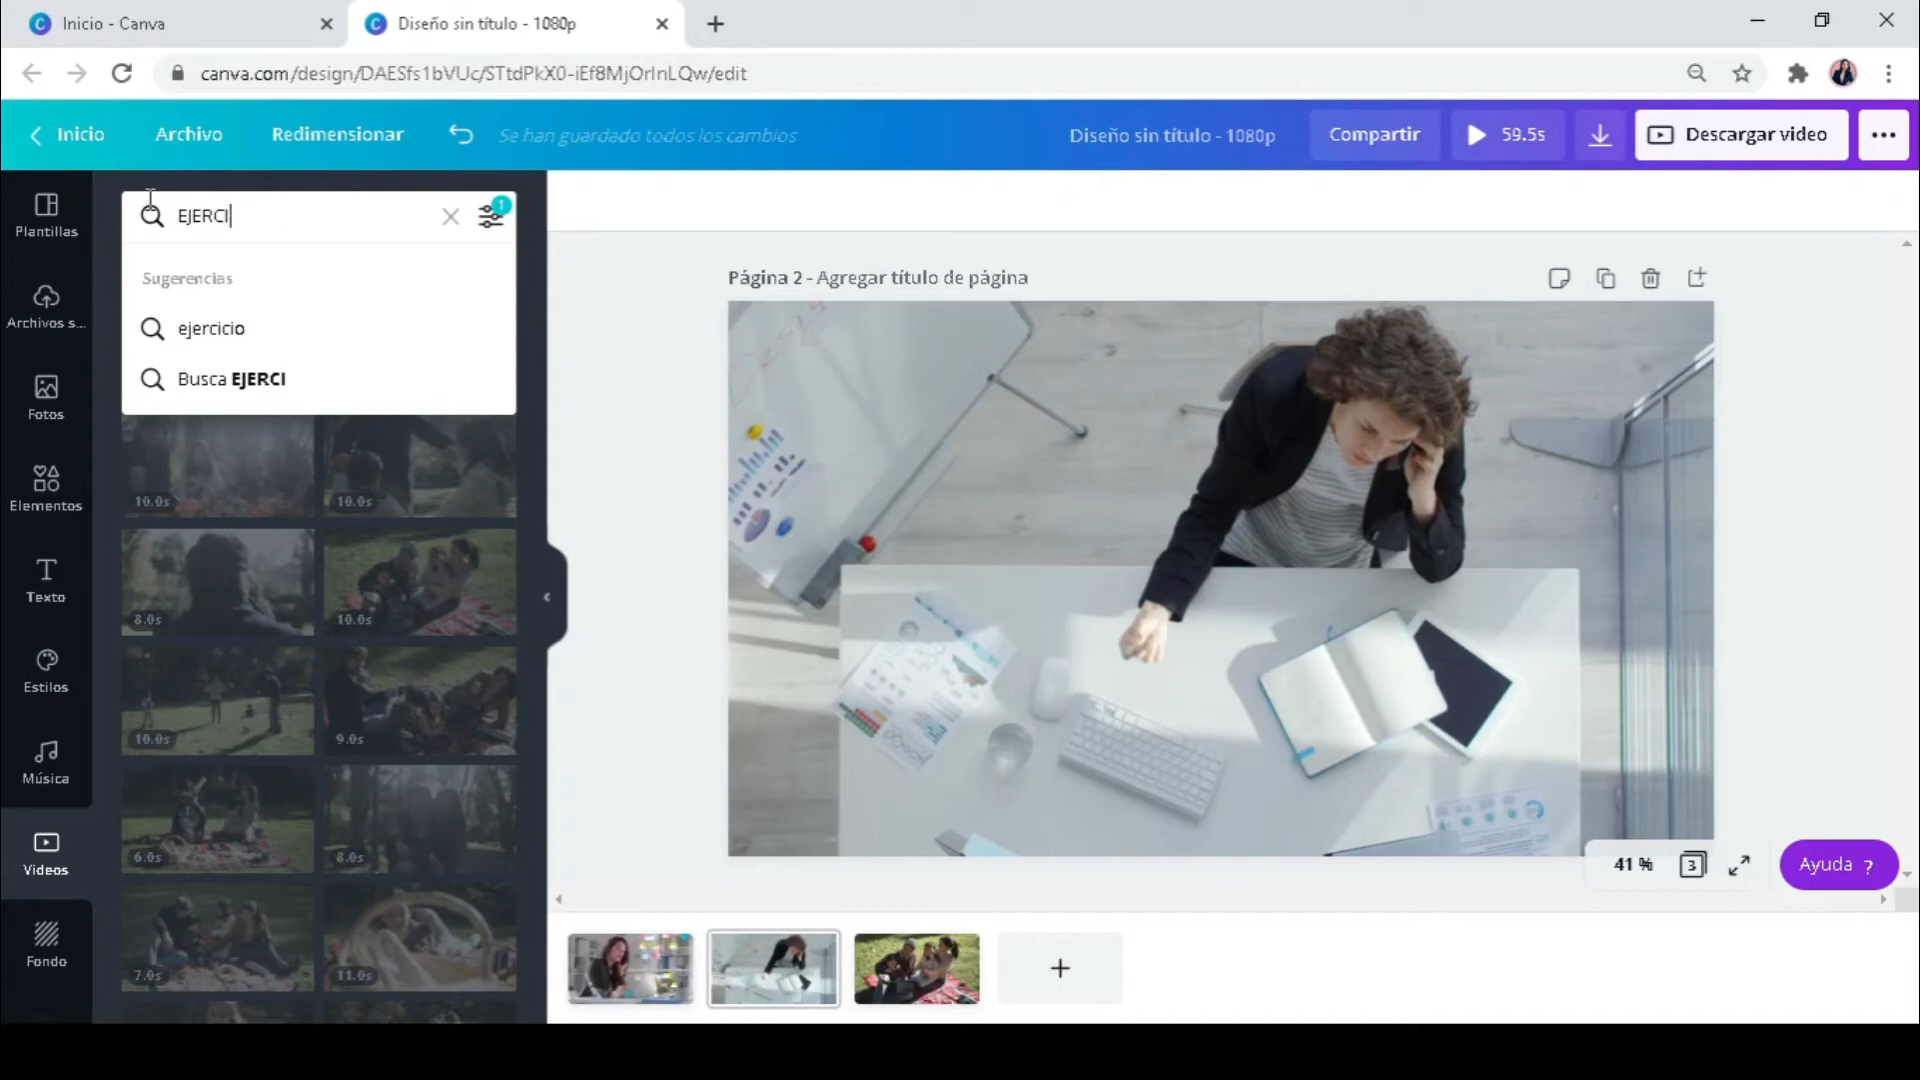 Inicio - Canva
Diseño sin título - 1080p
canva.com/design/DAESfs1bVUc/STtdPkX0-iEf8MjOrInLQw/edit
Inicio
Archivo
Redimensionar
Se han guardado todos los cambios
Diseño sin título - 1080p
Compartir
59.5s
Descargar video
Plantillas
Archivos s...
Fotos
Elementos
Texto
Estilos
Música
Videos
Fondo
EJERCI
1
Sugerencias
ejercicio
Busca EJERCI
10.0s
10.0s
8.0s
10.0s
10.0s
9.0s
6.0s
8.0s
7.0s
11.0s
Página 2 - Agregar título de página
41 %
3
Ayuda ?